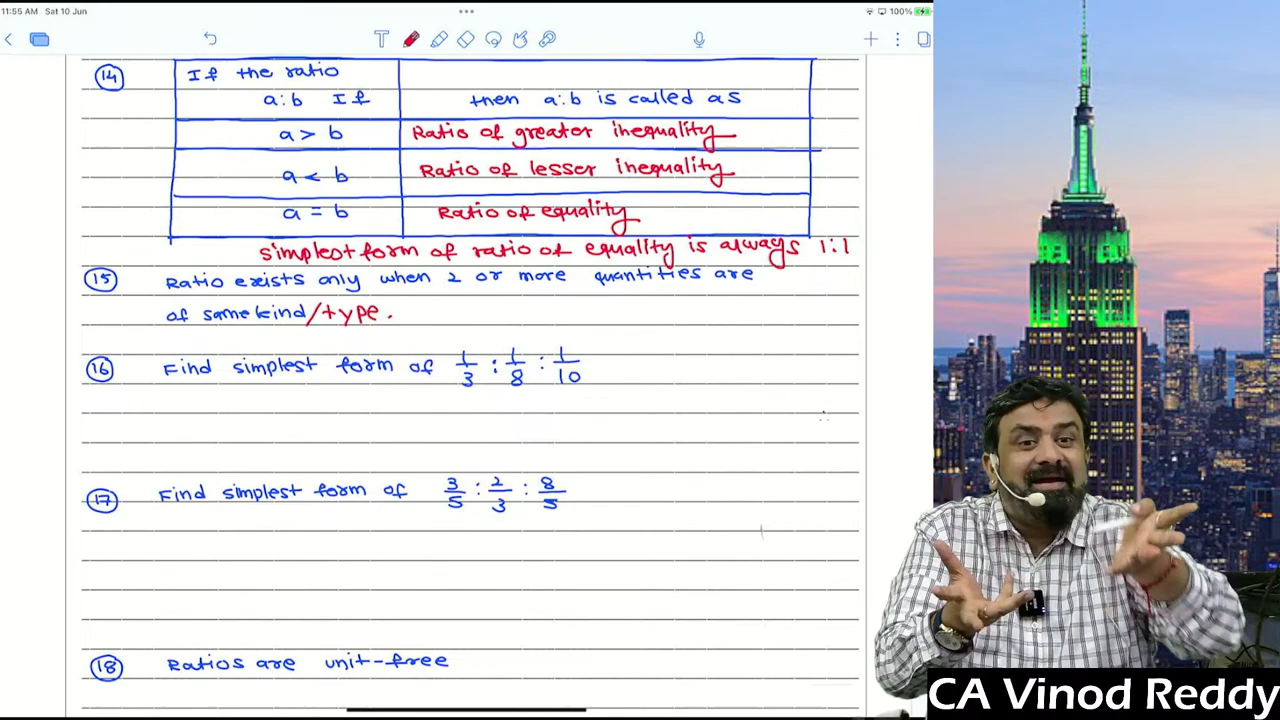 11:55 AM Sat 10 Jun
100%
14
If the ratio
a:b If
then a:b is called as
a > b
Ratio of greater inequality
a < b
Ratio of lesser inequality
a = b
Ratio of equality
simplest form of ratio of equality is always 1:1
15 Ratio exists only when 2 or more quantities are
of same kind/type.
16 Find simplest form of 1/3 : 1/8 : 1/10
17 Find simplest form of 3/5 : 2/3 : 8/5
18 Ratios are unit-free
CA Vinod Reddy